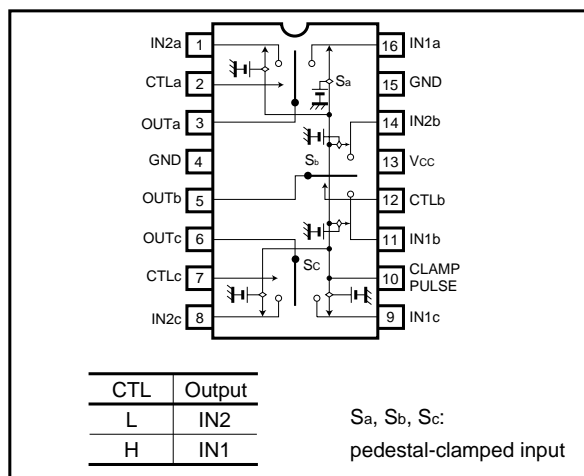 IN2a 1 16 IN1a
CTLa 2 Sa 15 GND
OUTa 3 14 IN2b
GND 4 13 VCC
Sb
OUTb 5 12 CTLb
OUTc 6 11 IN1b
Sc
CTLc 7 10 CLAMP
PULSE
IN2c 8 9 IN1c
CTL Output
L IN2
H IN1
Sa, Sb, Sc:
pedestal-clamped input